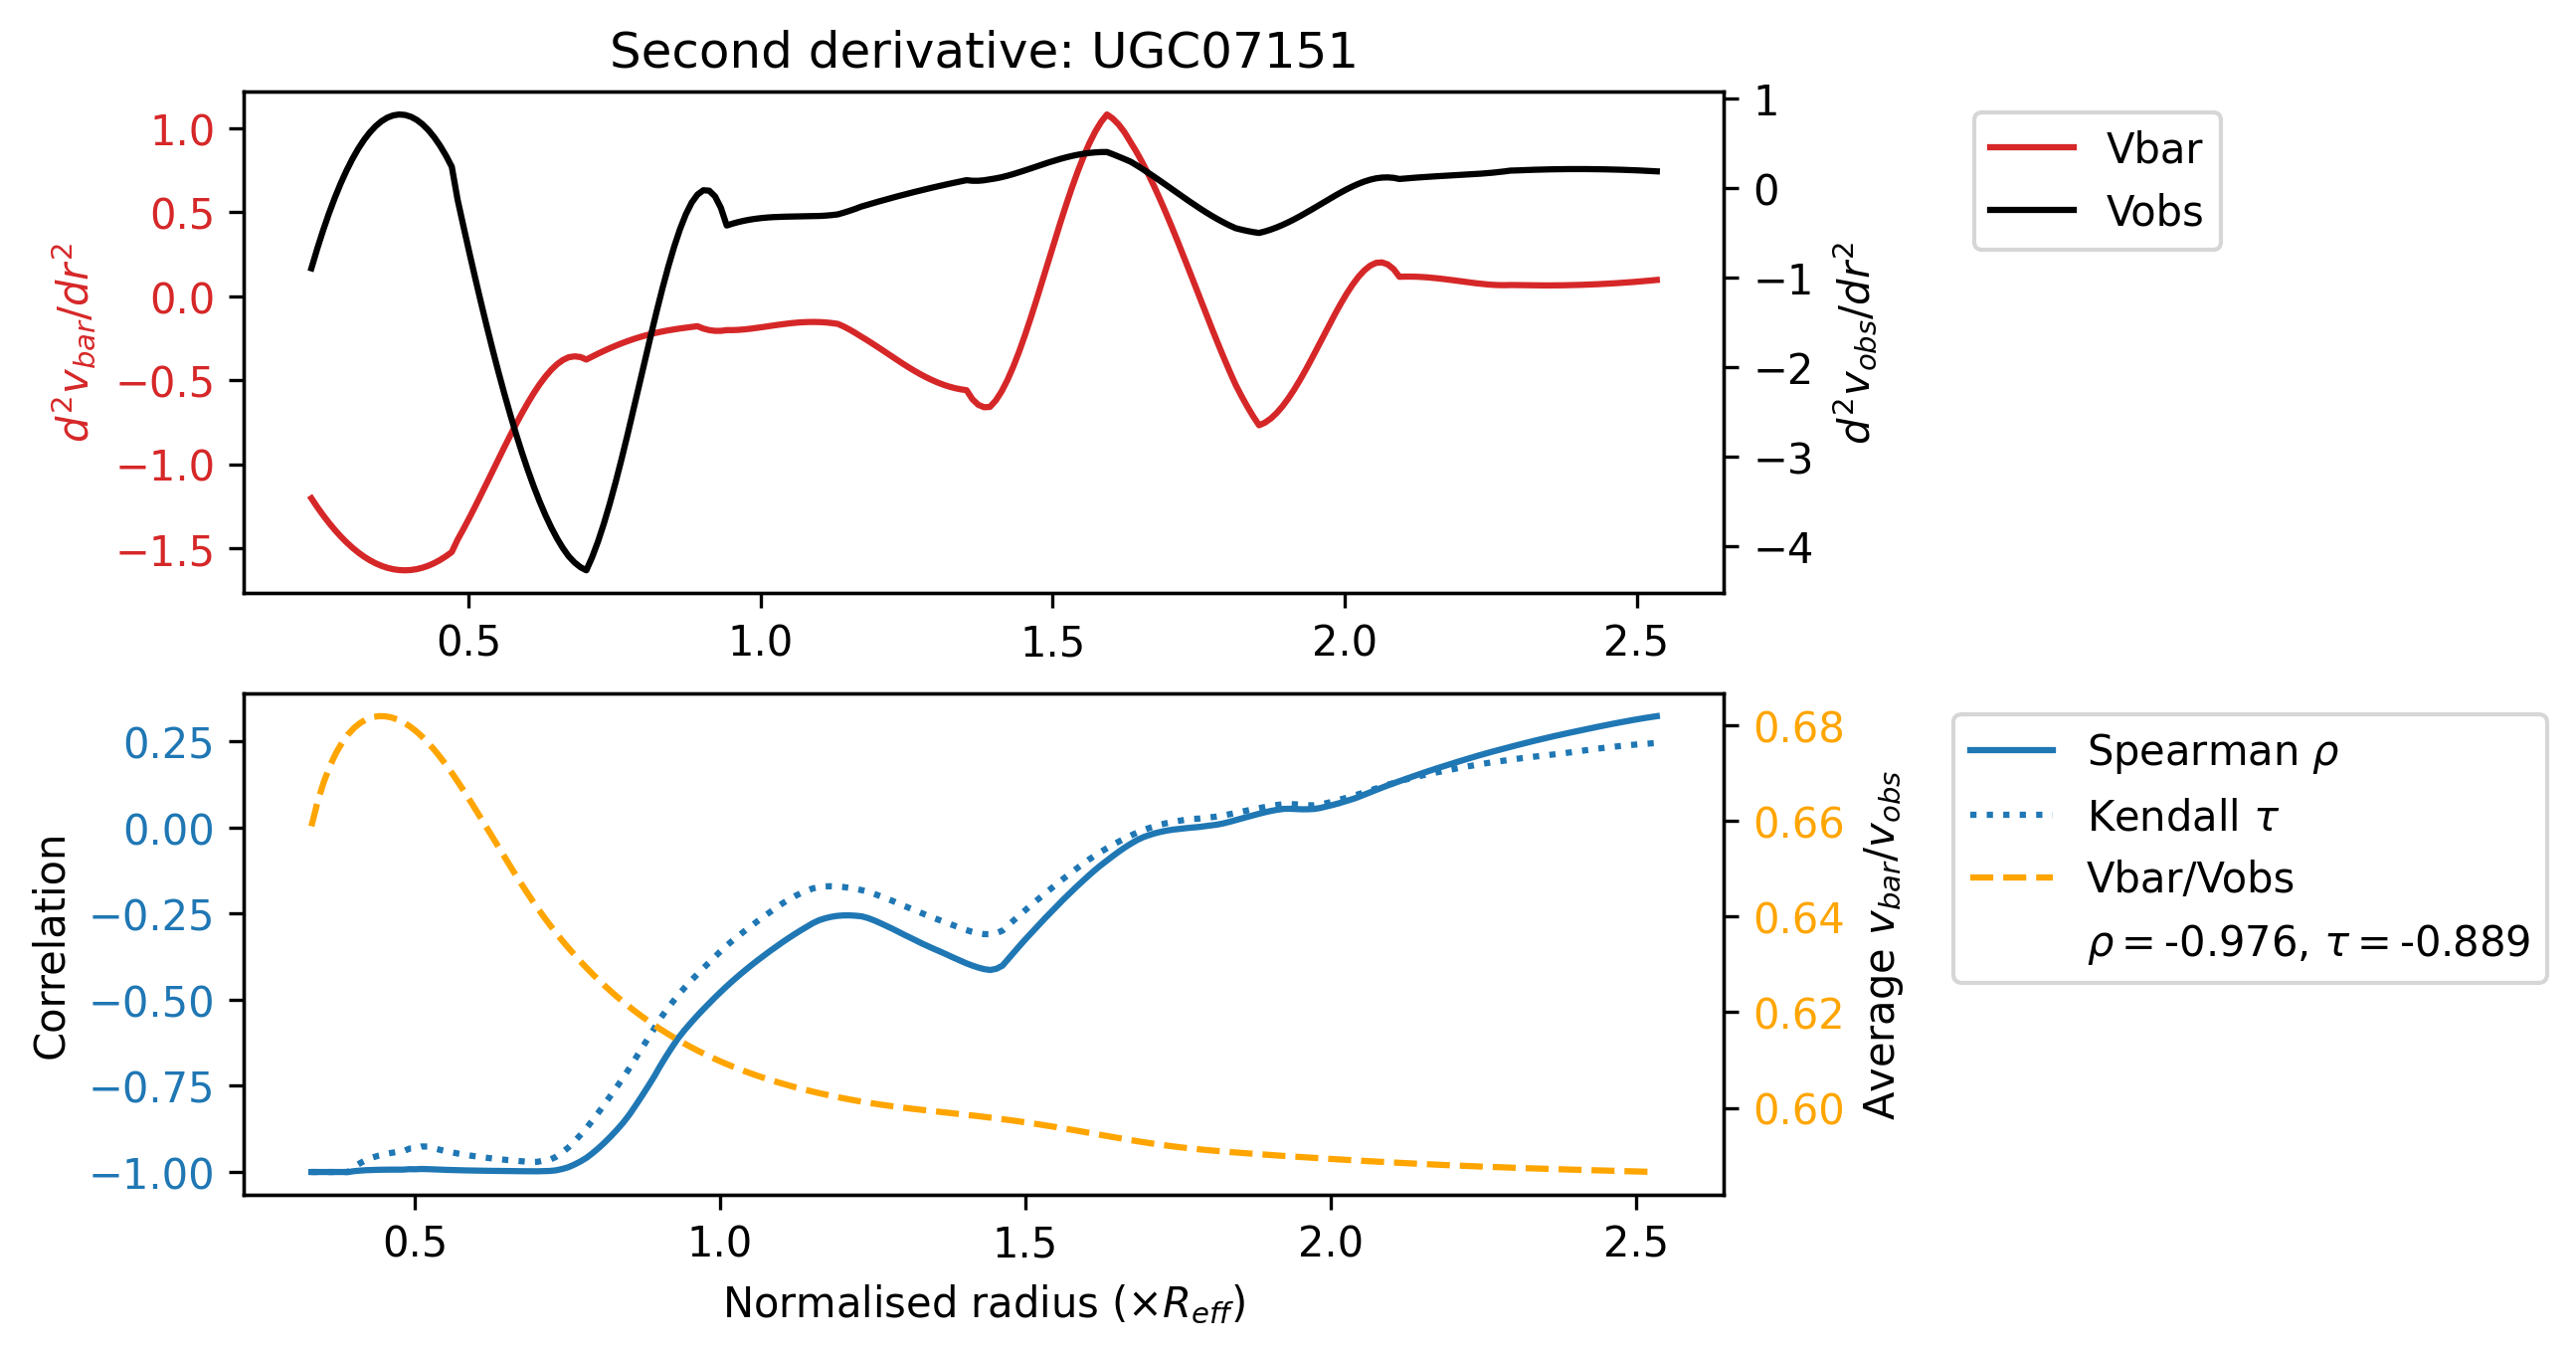 Second derivative: UGC07151
1.0
0.5
0.0
−0.5
−1.0
−1.5
d²v_bar/dr²
1
0
−1
−2
−3
−4
d²v_obs/dr²
0.5 1.0 1.5 2.0 2.5
Vbar
Vobs
0.25
0.00
−0.25
−0.50
−0.75
−1.00
Correlation
0.68
0.66
0.64
0.62
0.60
Average v_bar/v_obs
0.5 1.0 1.5 2.0 2.5
Normalised radius (×R_eff)
Spearman ρ
Kendall τ
Vbar/Vobs
ρ = -0.976, τ = -0.889